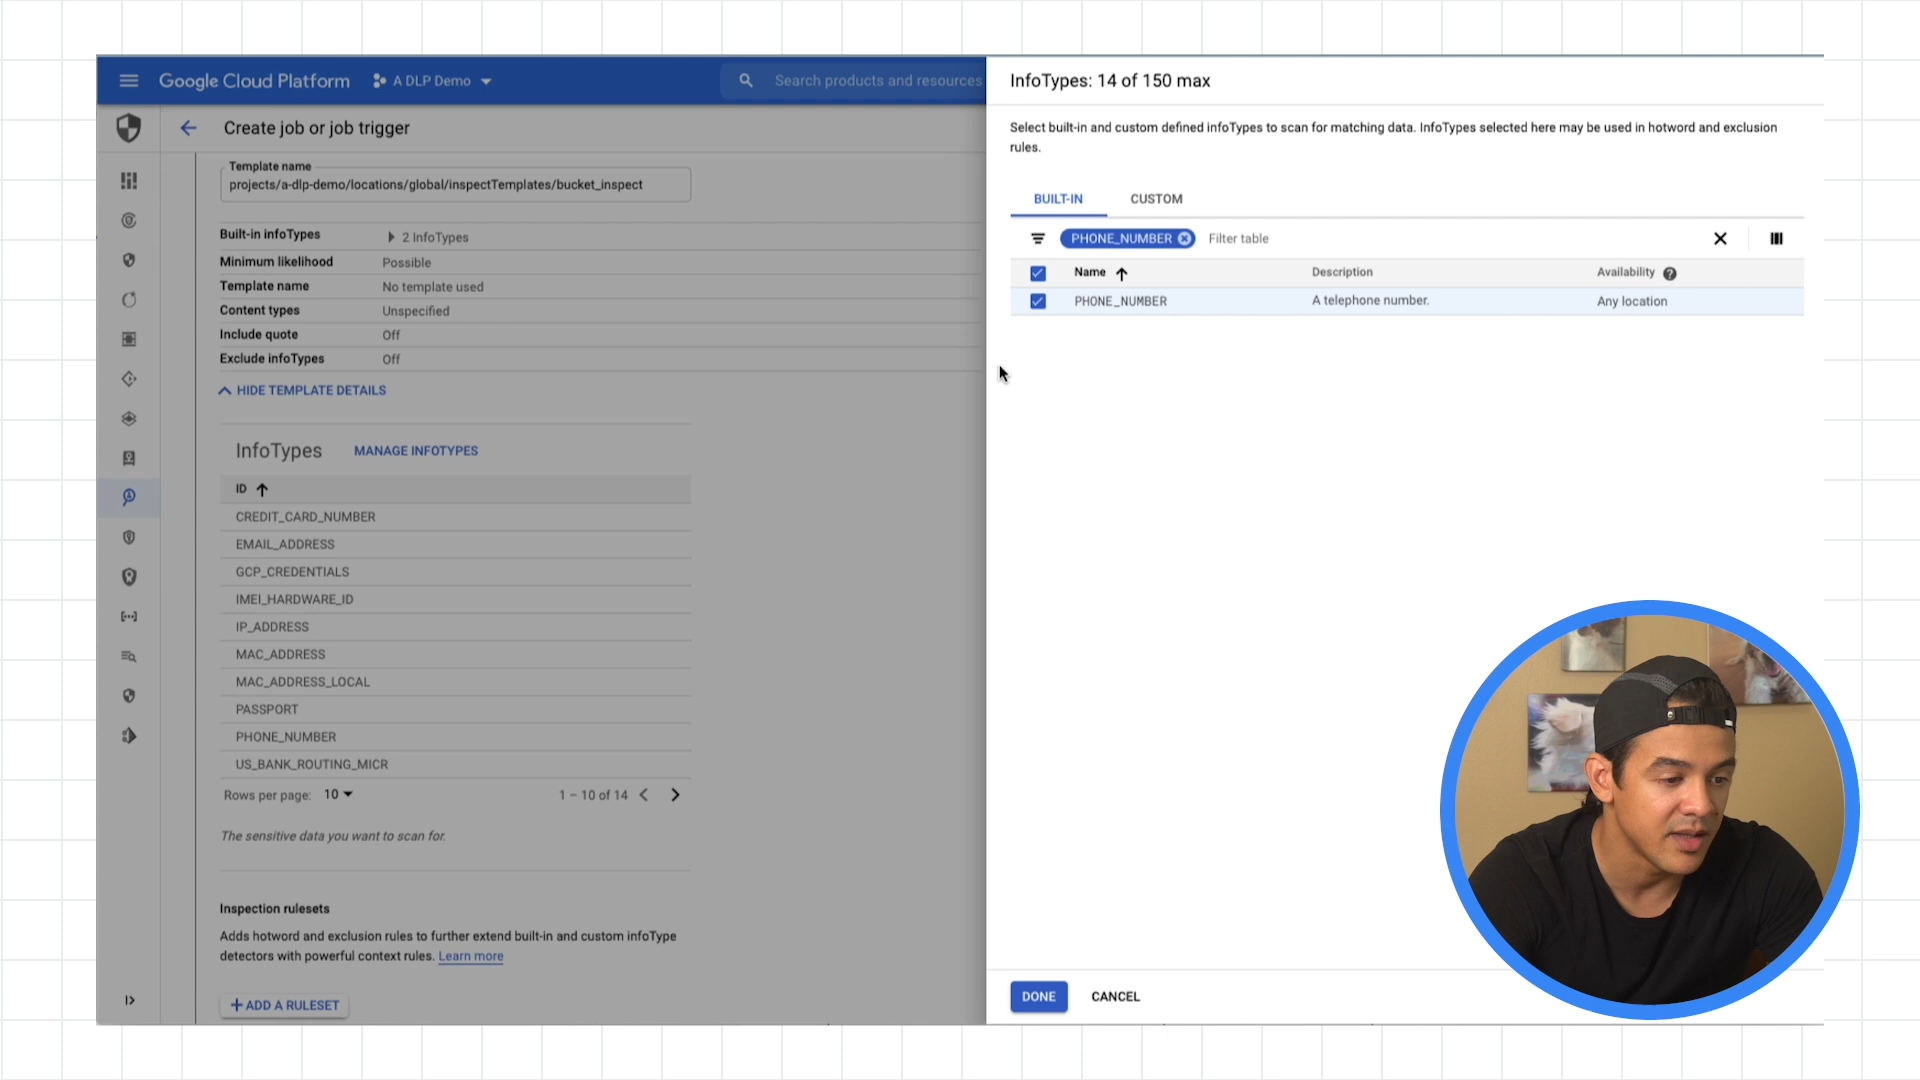 Google Cloud Platform
A DLP Demo
Search products and resources
Create job or job trigger
Template name
projects/a-dlp-demo/locations/global/inspectTemplates/bucket_inspect
Built-in infoTypes 2 InfoTypes
Minimum likelihood Possible
Template name No template used
Content types Unspecified
Include quote Off
Exclude infoTypes Off
HIDE TEMPLATE DETAILS
InfoTypes MANAGE INFOTYPES
ID
CREDIT_CARD_NUMBER
EMAIL_ADDRESS
GCP_CREDENTIALS
IMEI_HARDWARE_ID
IP_ADDRESS
MAC_ADDRESS
MAC_ADDRESS_LOCAL
PASSPORT
PHONE_NUMBER
US_BANK_ROUTING_MICR
Rows per page: 10 1 – 10 of 14
The sensitive data you want to scan for.
Inspection rulesets
Adds hotword and exclusion rules to further extend built-in and custom infoType
detectors with powerful context rules. Learn more
ADD A RULESET
InfoTypes: 14 of 150 max
Select built-in and custom defined infoTypes to scan for matching data. InfoTypes selected here may be used in hotword and exclusion
rules.
BUILT-IN CUSTOM
PHONE_NUMBER Filter table
Name Description Availability
PHONE_NUMBER A telephone number. Any location
DONE CANCEL